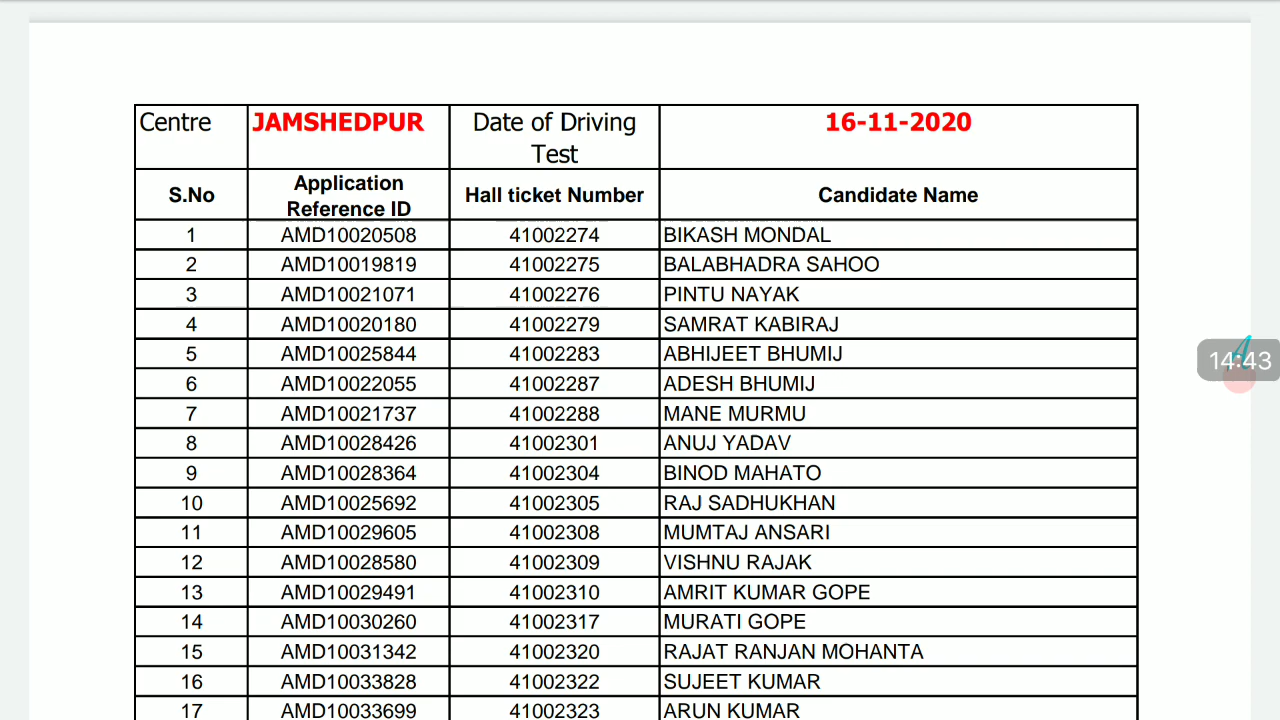 Centre JAMSHEDPUR Date of Driving Test 16-11-2020
S.No Application Reference ID Hall ticket Number Candidate Name
1 AMD10020508 41002274 BIKASH MONDAL
2 AMD10019819 41002275 BALABHADRA SAHOO
3 AMD10021071 41002276 PINTU NAYAK
4 AMD10020180 41002279 SAMRAT KABIRAJ
5 AMD10025844 41002283 ABHIJEET BHUMIJ
6 AMD10022055 41002287 ADESH BHUMIJ
7 AMD10021737 41002288 MANE MURMU
8 AMD10028426 41002301 ANUJ YADAV
9 AMD10028364 41002304 BINOD MAHATO
10 AMD10025692 41002305 RAJ SADHUKHAN
11 AMD10029605 41002308 MUMTAJ ANSARI
12 AMD10028580 41002309 VISHNU RAJAK
13 AMD10029491 41002310 AMRIT KUMAR GOPE
14 AMD10030260 41002317 MURATI GOPE
15 AMD10031342 41002320 RAJAT RANJAN MOHANTA
16 AMD10033828 41002322 SUJEET KUMAR
17 AMD10033699 41002323 ARUN KUMAR
14:43